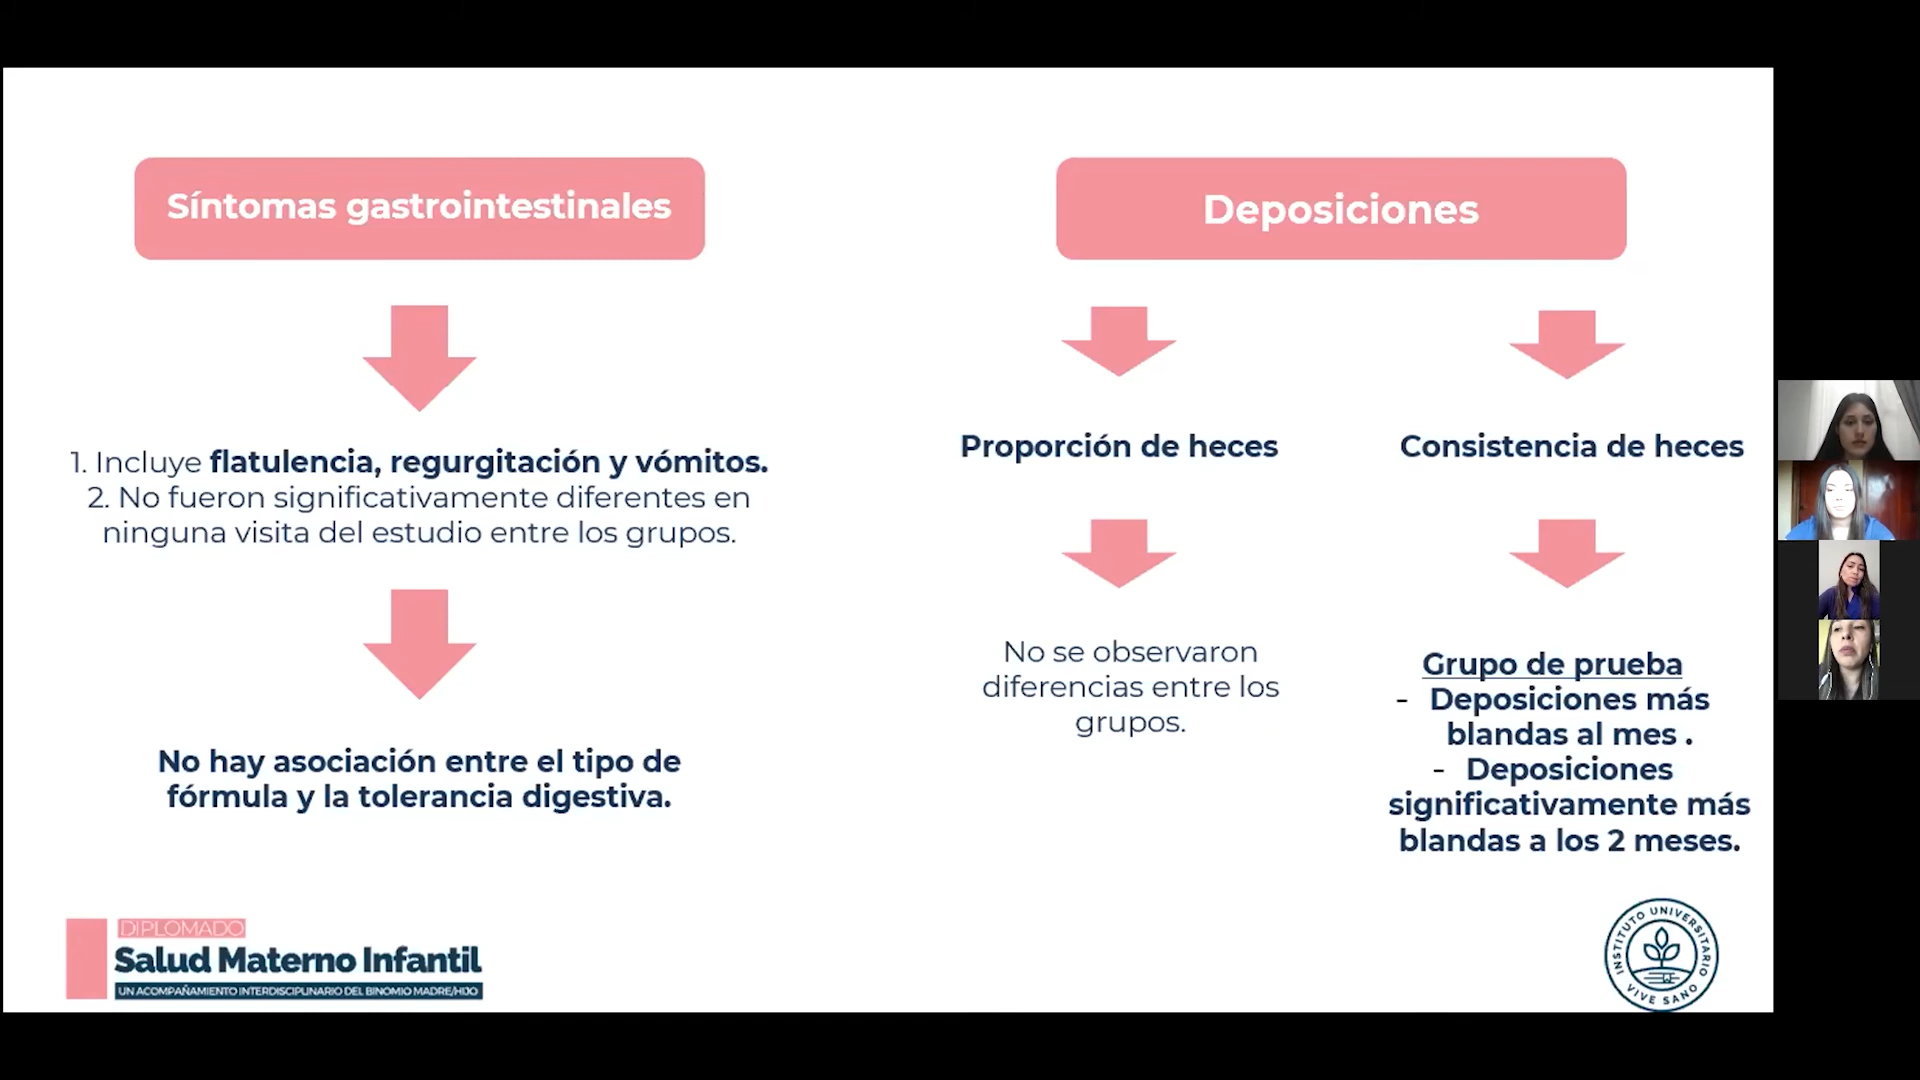 Síntomas gastrointestinales
1. Incluye flatulencia, regurgitación y vómitos.
2. No fueron significativamente diferentes en
ninguna visita del estudio entre los grupos.
No hay asociación entre el tipo de
fórmula y la tolerancia digestiva.
Deposiciones
Proporción de heces
No se observaron
diferencias entre los
grupos.
Consistencia de heces
Grupo de prueba
- Deposiciones más
blandas al mes .
- Deposiciones
significativamente más
blandas a los 2 meses.
DIPLOMADO
Salud Materno Infantil
UN ACOMPAÑAMIENTO INTERDISCIPLINARIO DEL BINOMIO MADRE/HIJO
INSTITUTO UNIVERSITARIO
VIVE SANO